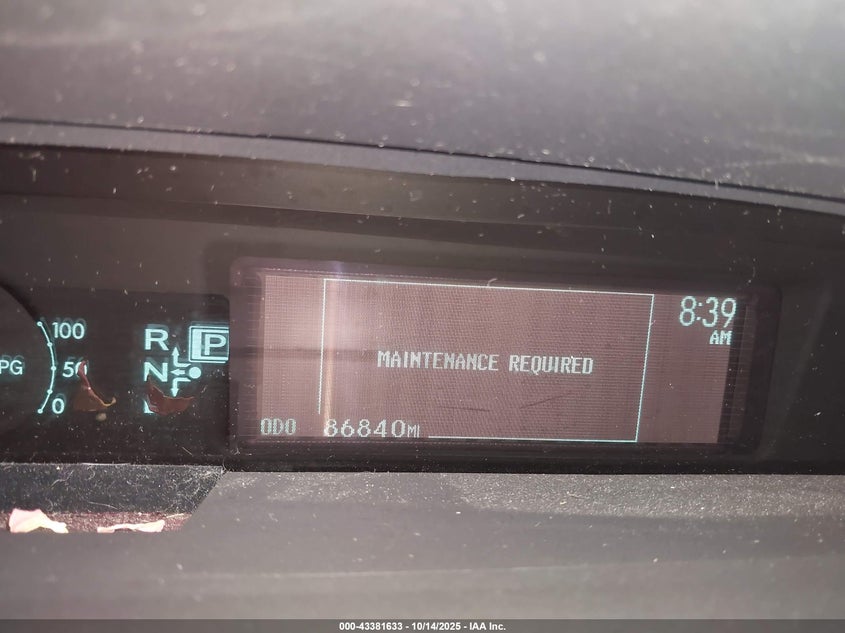 100
50
0
PG
R P
N
8:39
AM
MAINTENANCE REQUIRED
ODO 86840MI
000-43381633 - 10/14/2025 - IAA Inc.